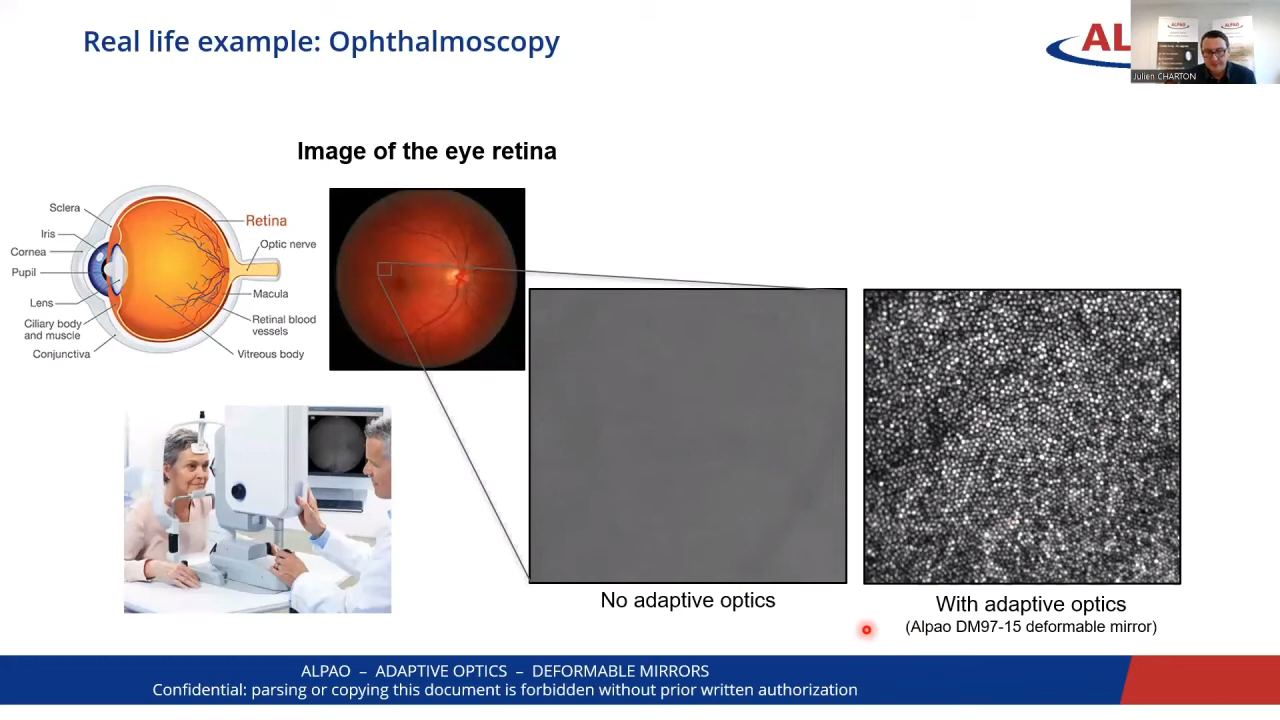 Real life example: Ophthalmoscopy
AL
ALPAO
ALPAO
Julien CHARTON
Image of the eye retina
Sclera
Iris
Cornea
Pupil
Lens
Ciliary body
and muscle
Conjunctiva
Retina
Optic nerve
Macula
Retinal blood
vessels
Vitreous body
No adaptive optics
With adaptive optics
(Alpao DM97-15 deformable mirror)
ALPAO – ADAPTIVE OPTICS – DEFORMABLE MIRRORS
Confidential: parsing or copying this document is forbidden without prior written authorization